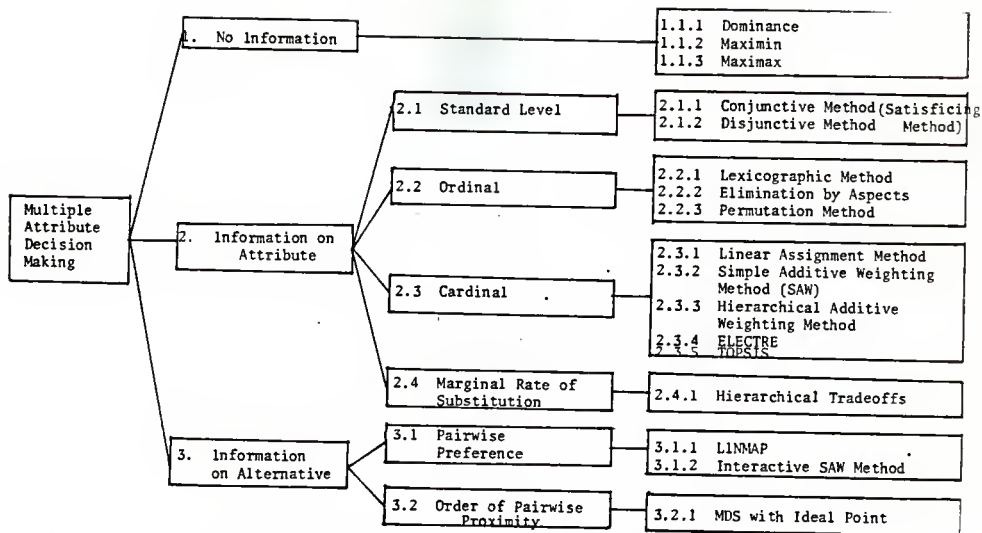 Multiple
Attribute
Decision
Making
1. No Information
1.1.1 Dominance
1.1.2 Maximin
1.1.3 Maximax
2. Information on
Attribute
2.1 Standard Level
2.1.1 Conjunctive Method (Satisficing
2.1.2 Disjunctive Method Method)
2.2 Ordinal
2.2.1 Lexicographic Method
2.2.2 Elimination by Aspects
2.2.3 Permutation Method
2.3 Cardinal
2.3.1 Linear Assignment Method
2.3.2 Simple Additive Weighting
Method (SAW)
2.3.3 Hierarchical Additive
Weighting Method
2.3.4 ELECTRE
2.3.5 TOPSIS
2.4 Marginal Rate of
Substitution
2.4.1 Hierarchical Tradeoffs
3. Information
on Alternative
3.1 Pairwise
Preference
3.1.1 LINMAP
3.1.2 Interactive SAW Method
3.2 Order of Pairwise
Proximity
3.2.1 MDS with Ideal Point